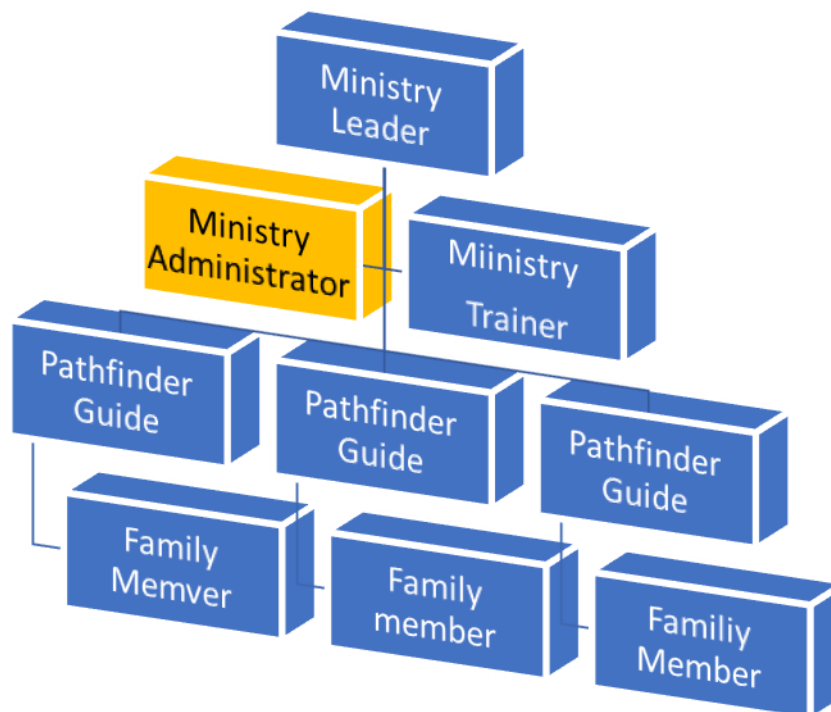 Ministry
Leader
Ministry
Administrator
Miinistry
Trainer
Pathfinder
Guide
Pathfinder
Guide
Pathfinder
Guide
Family
Memver
Family
member
Familiy
Member